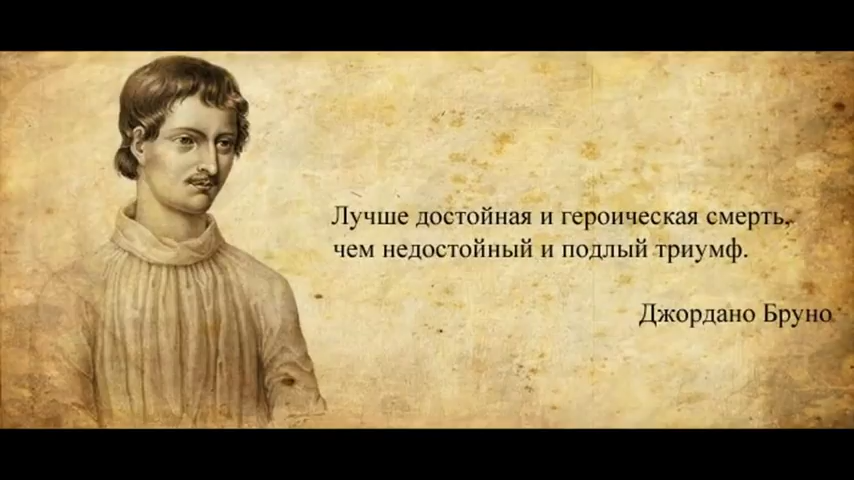 Лучше достойная и героическая смерть,
чем недостойный и подлый триумф.
Джордано Бруно